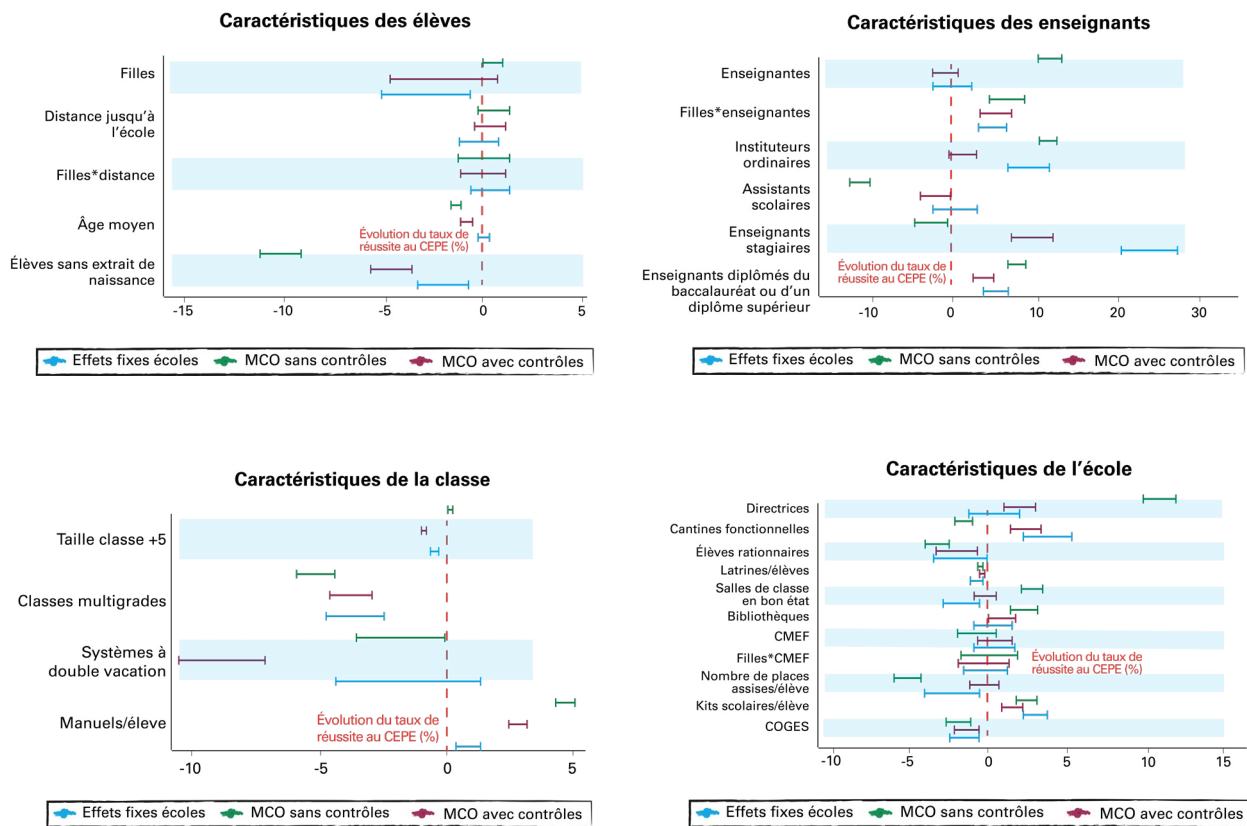 Caractéristiques des élèves
Filles
Distance jusqu'à
l'école
Filles*distance
Âge moyen
Évolution du taux de
réussite au CEPE (%)
Élèves sans extrait de
naissance
-15 -10 -5 0 5
Effets fixes écoles MCO sans contrôles MCO avec contrôles
Caractéristiques des enseignants
Enseignantes
Filles*enseignantes
Instituteurs
ordinaires
Assistants
scolaires
Enseignants
stagiaires
Évolution du taux de
réussite au CEPE (%)
Enseignants diplômés du
baccalauréat ou d'un
diplôme supérieur
-10 0 10 20 30
Effets fixes écoles MCO sans contrôles MCO avec contrôles
Caractéristiques de la classe
Taille classe +5
Classes multigrades
Systèmes à
double vacation
Manuels/éleve
Évolution du taux de
réussite au CEPE (%)
-10 -5 0 5
Effets fixes écoles MCO sans contrôles MCO avec contrôles
Caractéristiques de l'école
Directrices
Cantines fonctionnelles
Élèves rationnaires
Latrines/élèves
Salles de classe
en bon état
Bibliothèques
CMEF
Filles*CMEF
Évolution du taux de
réussite au CEPE (%)
Nombre de places
assises/élève
Kits scolaires/élève
COGES
-10 -5 0 5 10 15
Effets fixes écoles MCO sans contrôles MCO avec contrôles